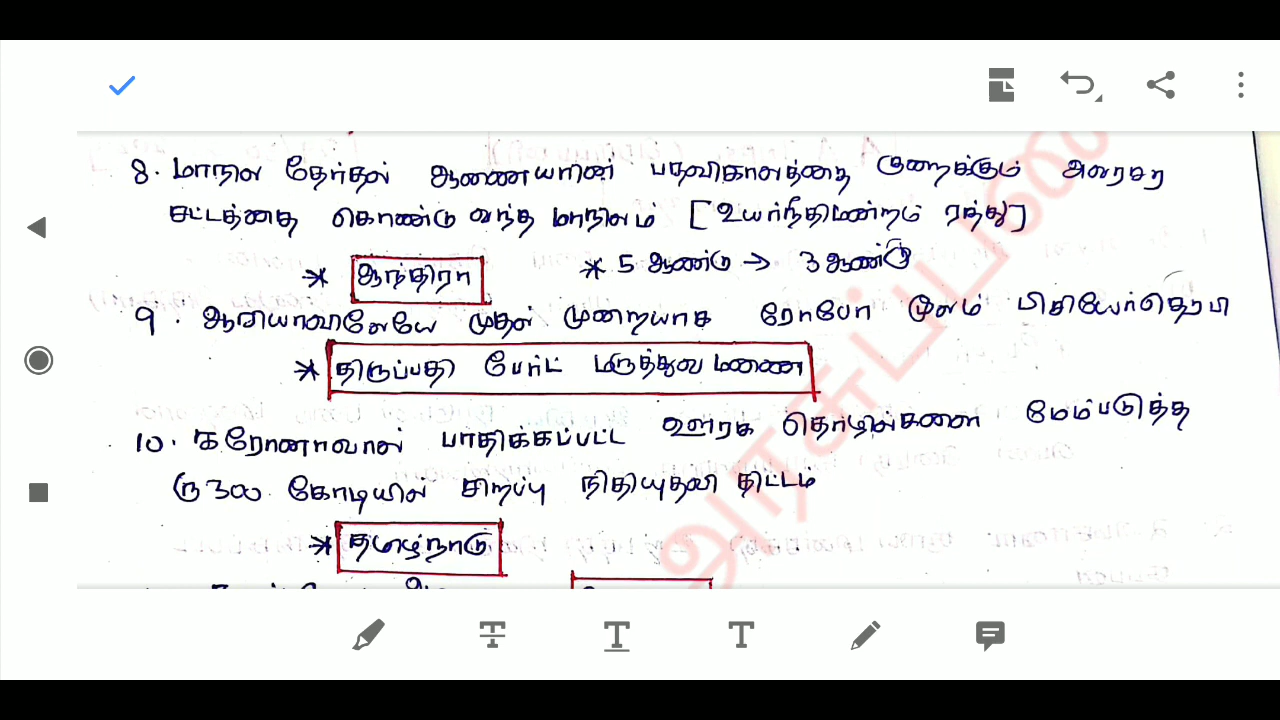 8. மாநில தேர்தல் ஆணையரின் பதவிகாலத்தை குறைக்கும் அவசர
சட்டத்தை கொண்டு வந்த மாநிலம் [உயர்நீதிமன்றம் ரத்து]
* ஆந்திரா * 5 ஆண்டு → 3 ஆண்டு
9. ஆசியாவிலேயே முதல் முறையாக ரோபோ மூலம் பிசியோதெரபி
* திருப்பதி பேர்ட் மருத்துவமணை
10. கரோனாவால் பாதிக்கப்பட்ட ஊரக தொழில்களை மேம்படுத்த
ரூ 300 கோடியில் சிறப்பு நிதியுதவி திட்டம்
* தமிழ்நாடு